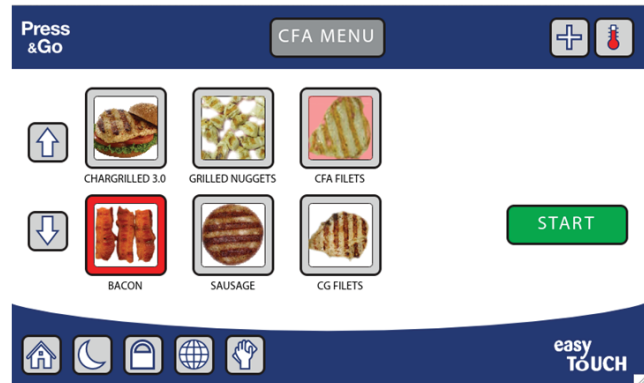 Press
&Go
CFA MENU
CHARGRILLED 3.0
GRILLED NUGGETS
CFA FILETS
BACON
SAUSAGE
CG FILETS
START
easy
TOUCH